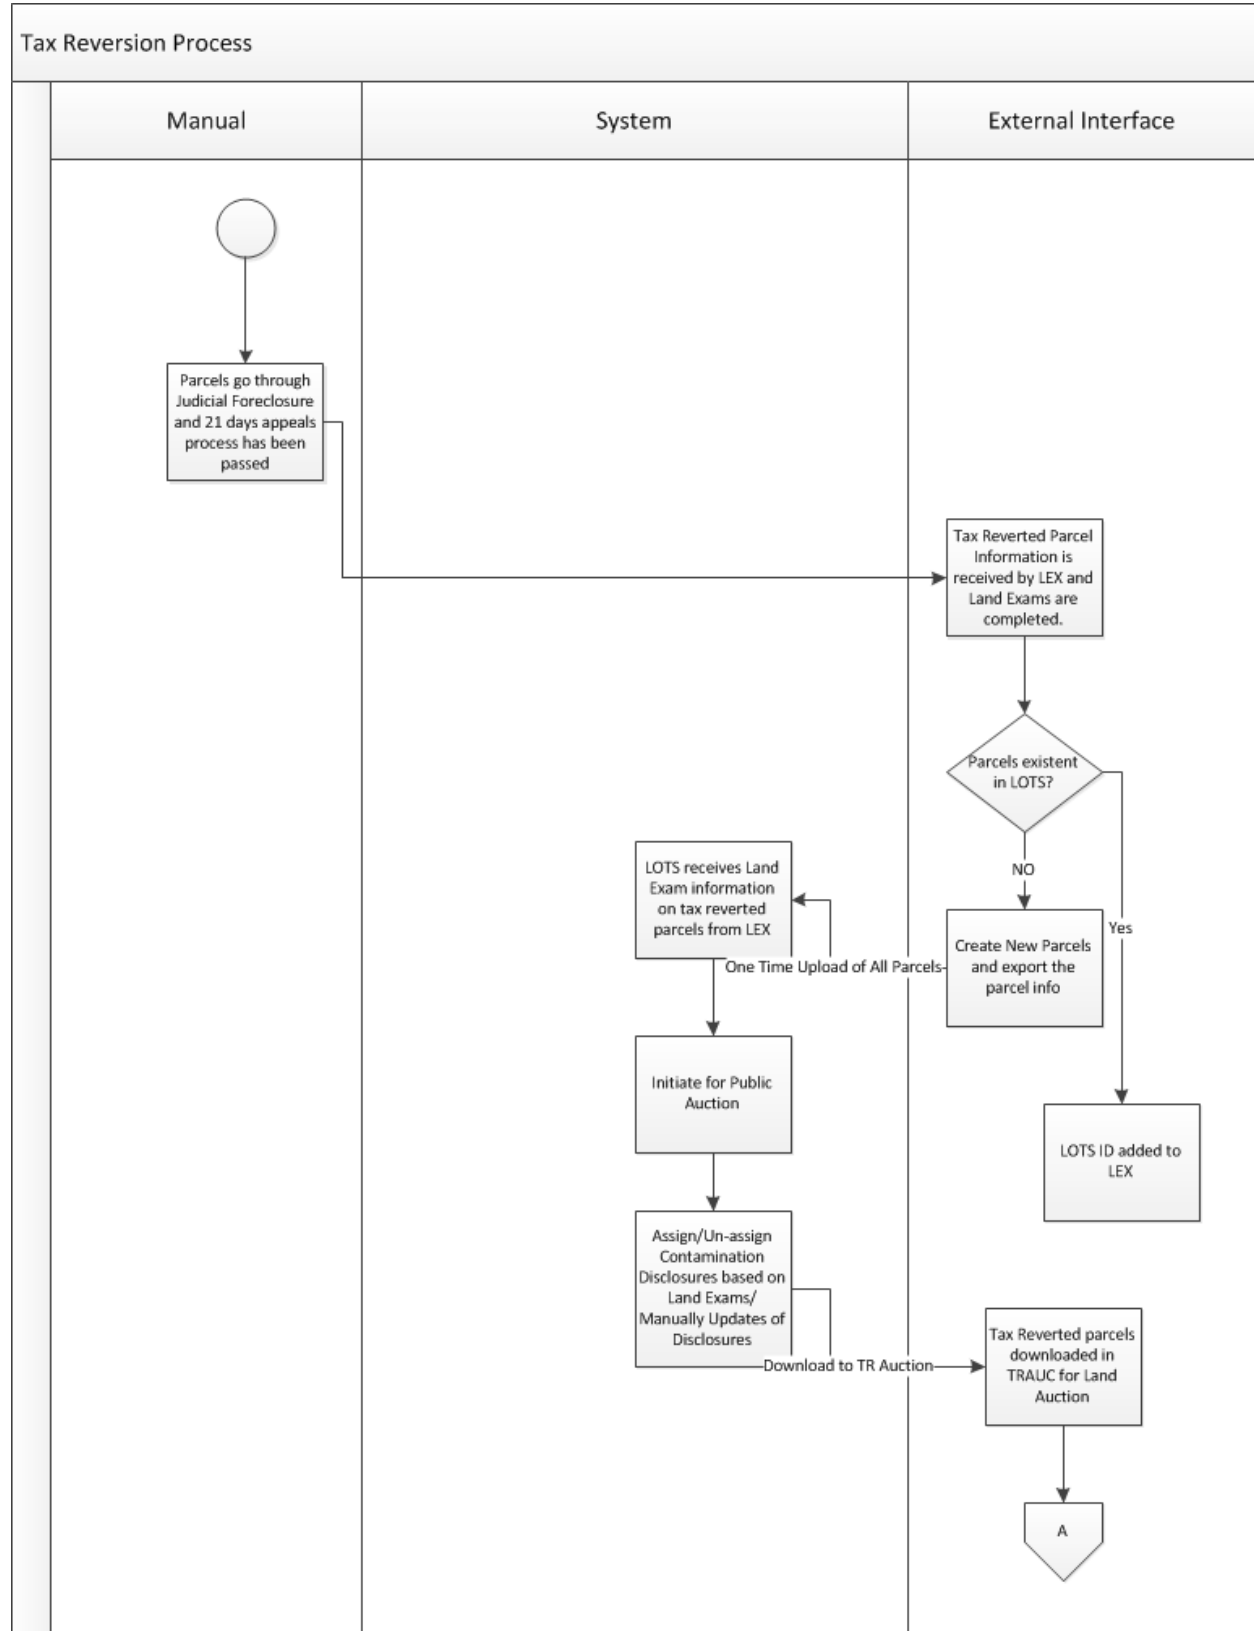 Tax Reversion Process
Manual
System
External Interface
Parcels go through
Judicial Foreclosure
and 21 days appeals
process has been
passed
Tax Reverted Parcel
Information is
received by LEX and
Land Exams are
completed.
Parcels existent
in LOTS?
NO
Yes
LOTS receives Land
Exam information
on tax reverted
parcels from LEX
One Time Upload of All Parcels
Create New Parcels
and export the
parcel info
Initiate for Public
Auction
LOTS ID added to
LEX
Assign/Un-assign
Contamination
Disclosures based on
Land Exams/
Manually Updates of
Disclosures
Download to TR Auction
Tax Reverted parcels
downloaded in
TRAUC for Land
Auction
A